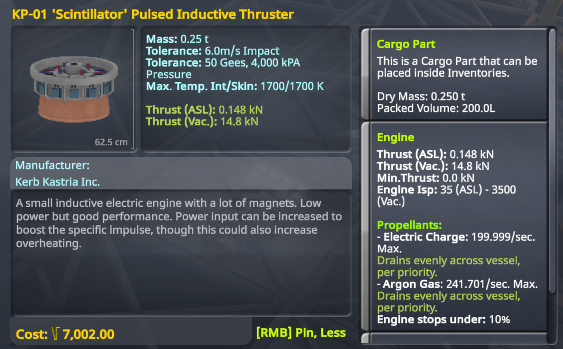 KP-01 'Scintillator' Pulsed Inductive Thruster
62.5 cm
Mass: 0.25 t
Tolerance: 6.0m/s Impact
Tolerance: 50 Gees, 4,000 kPA
Pressure
Max. Temp. Int/Skin: 1700/1700 K
Thrust (ASL): 0.148 kN
Thrust (Vac.): 14.8 kN
Manufacturer:
Kerb Kastria Inc.
A small inductive electric engine with a lot of magnets. Low
power but good performance. Power input can be increased to
boost the specific impulse, though this could also increase
overheating.
Cost: √ 7,002.00
[RMB] Pin, Less
Cargo Part
This is a Cargo Part that can be
placed inside Inventories.
Dry Mass: 0.250 t
Packed Volume: 200.0L
Engine
Thrust (ASL): 0.148 kN
Thrust (Vac.): 14.8 kN
Min.Thrust: 0.0 kN
Engine Isp: 35 (ASL) - 3500
(Vac.)
Propellants:
- Electric Charge: 199.999/sec.
Max.
Drains evenly across vessel,
per priority.
- Argon Gas: 241.701/sec. Max.
Drains evenly across vessel,
per priority.
Engine stops under: 10%